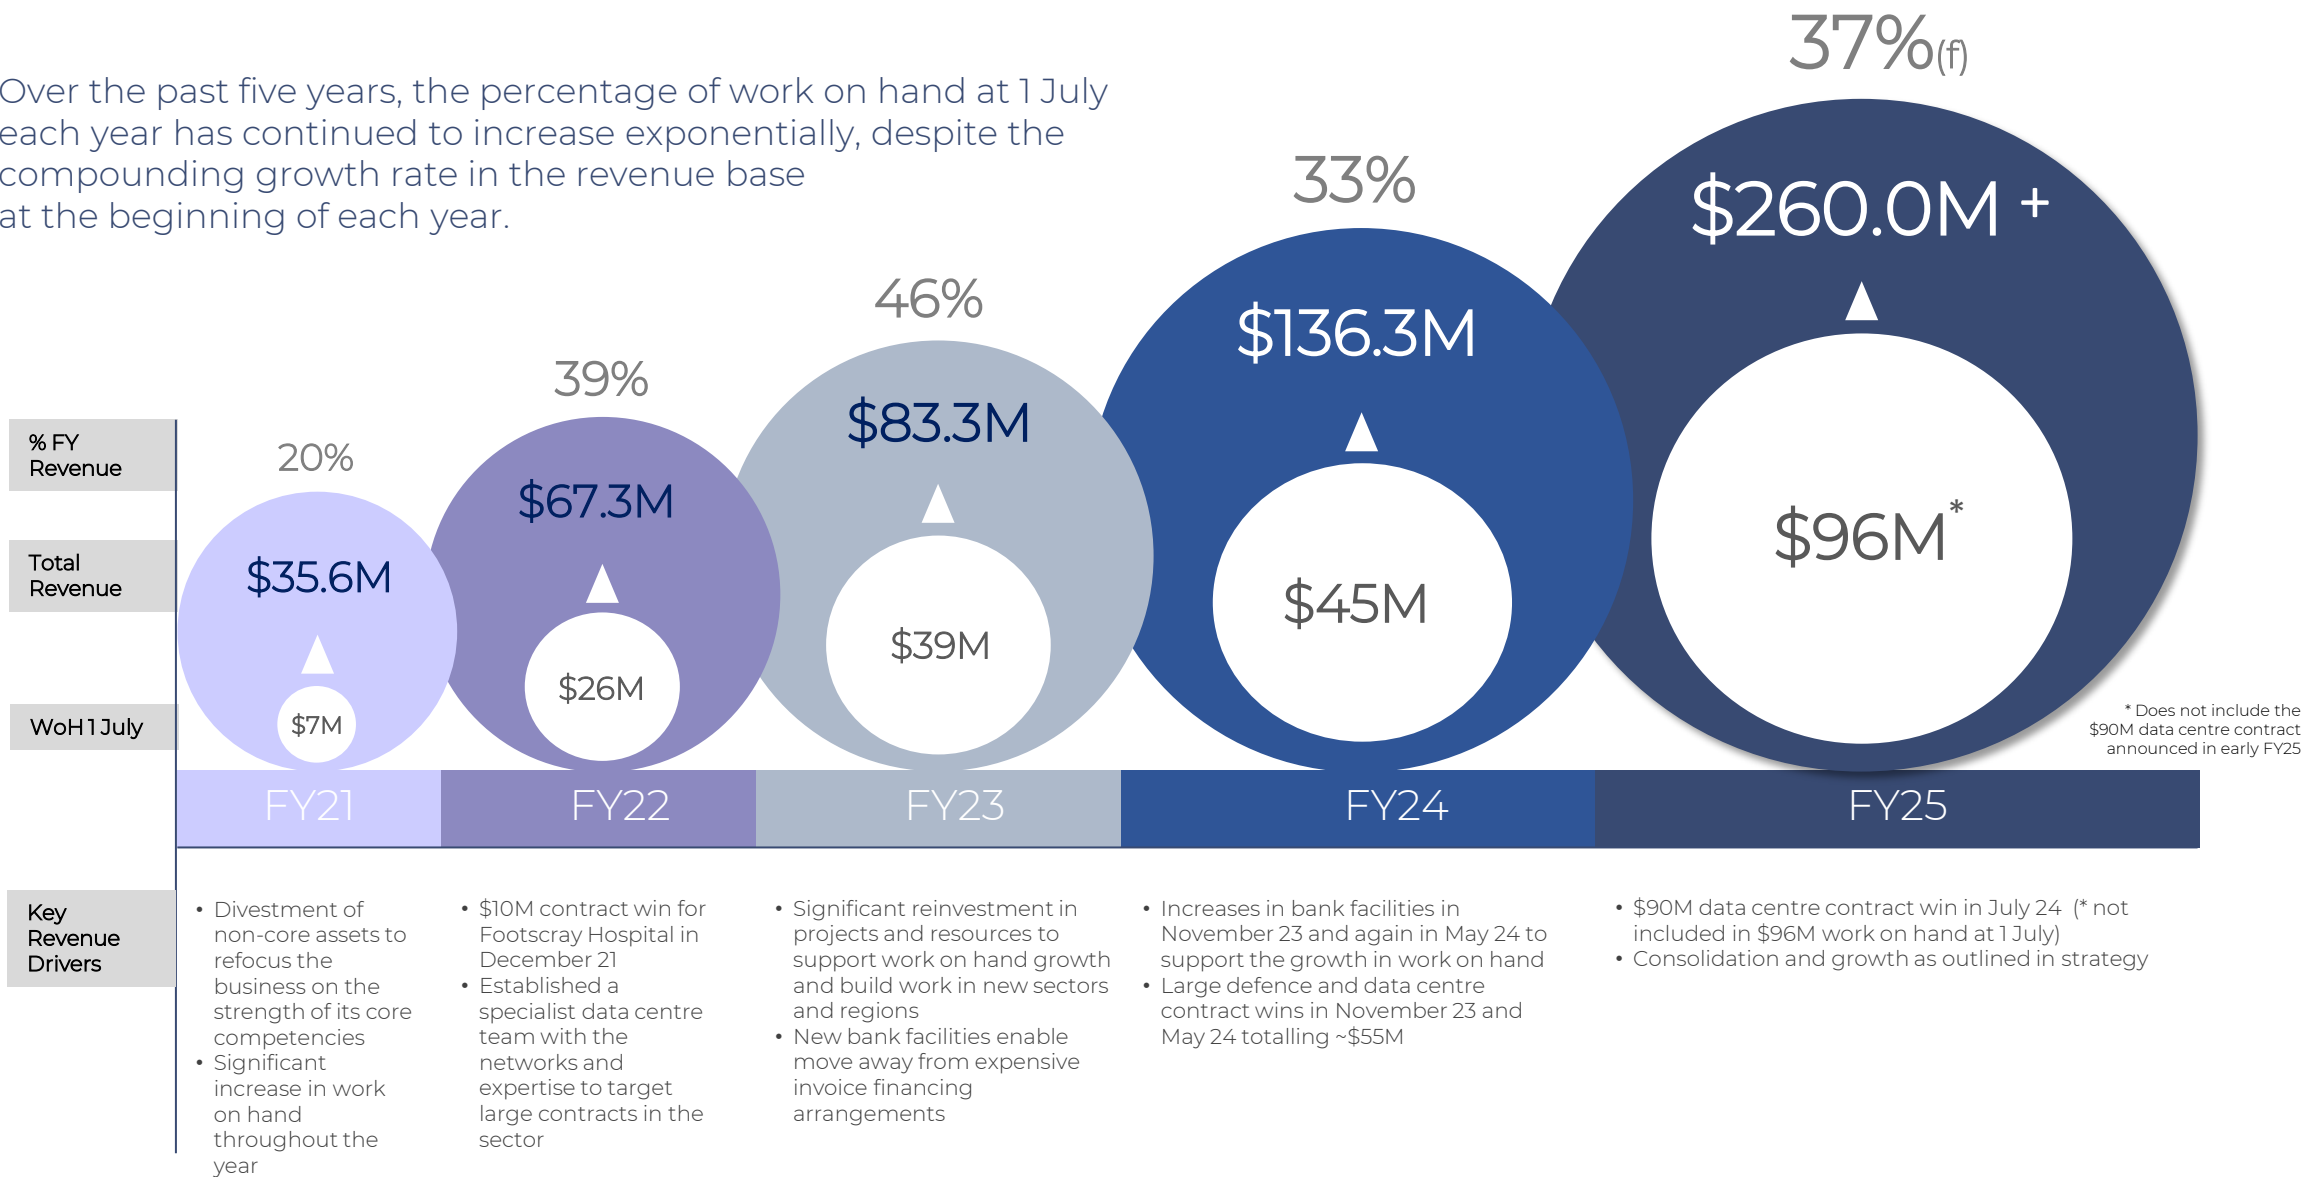 Over the past five years, the percentage of work on hand at 1 July
each year has continued to increase exponentially, despite the
compounding growth rate in the revenue base
at the beginning of each year.
37%(f)
33%
46%
39%
20%
$260.0M +
$136.3M
$83.3M
$67.3M
$35.6M
% FY
Revenue
Total
Revenue
WoH 1 July
$7M
$26M
$39M
$45M
$96M*
* Does not include the
$90M data centre contract
announced in early FY25
FY21
FY22
FY23
FY24
FY25
Key
Revenue
Drivers
• Divestment of
non-core assets to
refocus the
business on the
strength of its core
competencies
• Significant
increase in work
on hand
throughout the
year
• $10M contract win for
Footscray Hospital in
December 21
• Established a
specialist data centre
team with the
networks and
expertise to target
large contracts in the
sector
• Significant reinvestment in
projects and resources to
support work on hand growth
and build work in new sectors
and regions
• New bank facilities enable
move away from expensive
invoice financing
arrangements
• Increases in bank facilities in
November 23 and again in May 24 to
support the growth in work on hand
• Large defence and data centre
contract wins in November 23 and
May 24 totalling ~$55M
• $90M data centre contract win in July 24 (* not
included in $96M work on hand at 1 July)
• Consolidation and growth as outlined in strategy